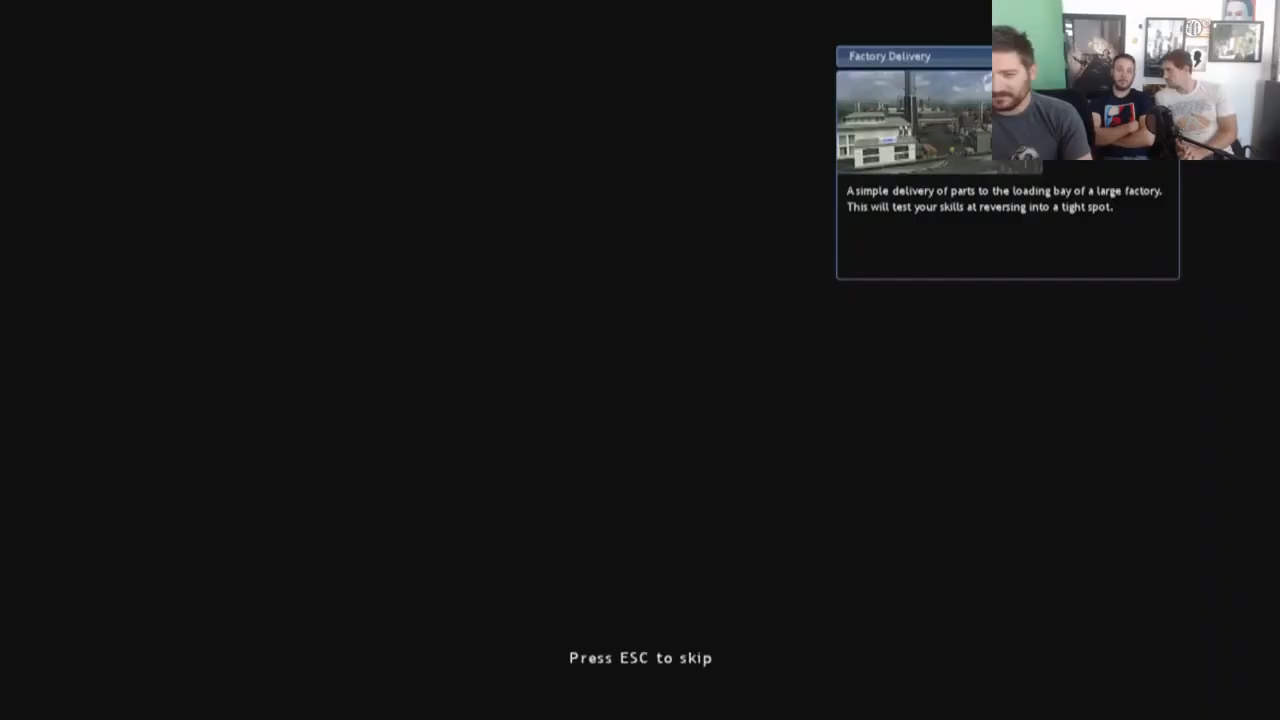 Factory Delivery
A simple delivery of parts to the loading bay of a large factory.
This will test your skills at reversing into a tight spot.
Press ESC to skip